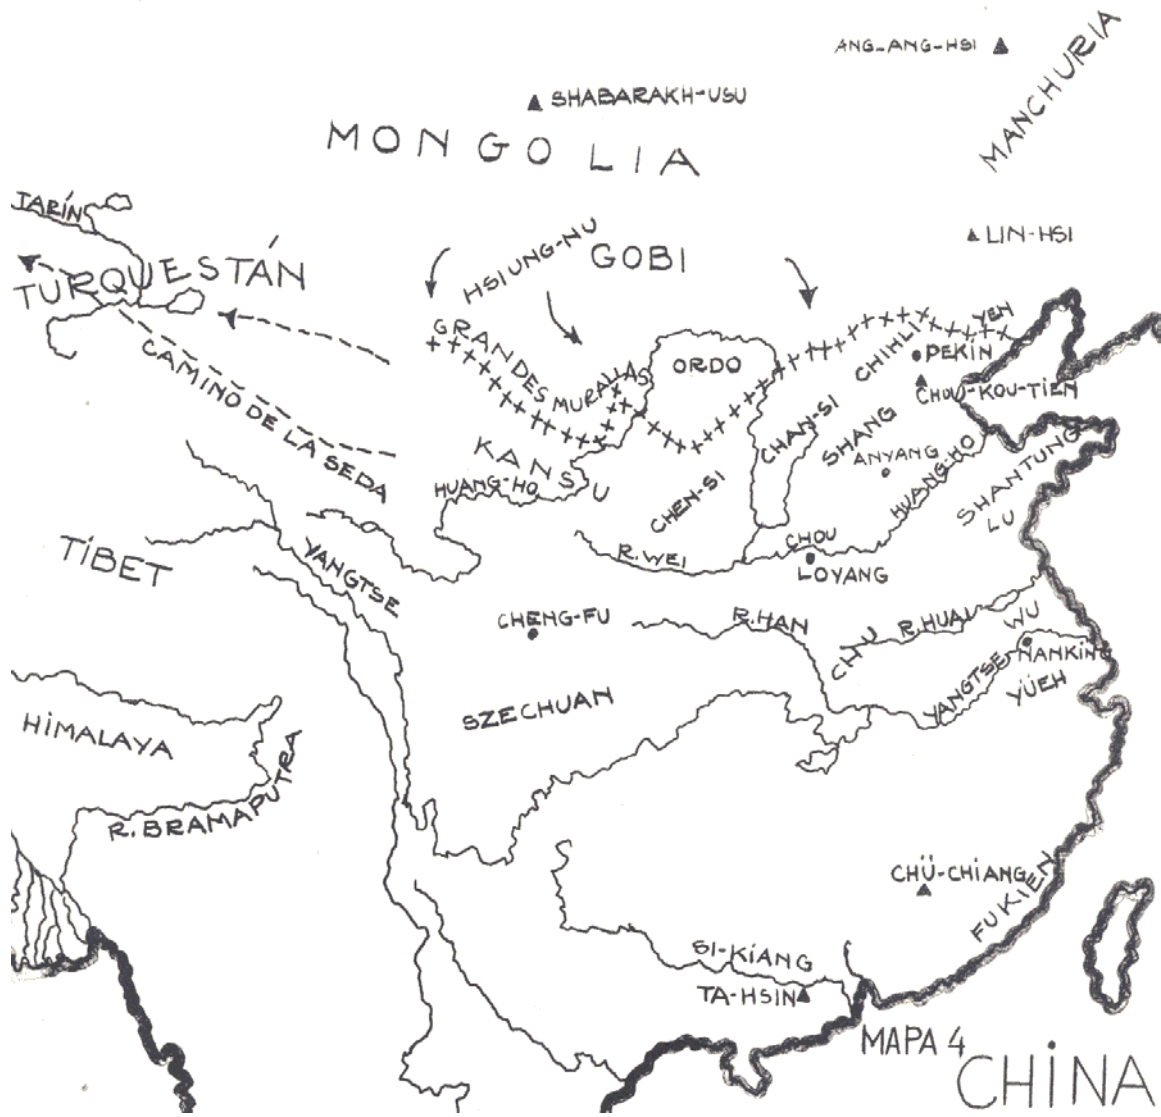 ANG-ANG-HSI
MANCHURIA
SHABARAKH-USU
MONGOLIA
TARÍN
LIN-HSI
HSIUNG-NU
GOBI
TURQUESTÁN
GRANDES MURALLAS
YEN
CHIHLI
PEKÍN
ORDO
CAMINO DE LA SEDA
CHOU-KOU-TIEN
CHAN-SI
SHANG
ANYANG
KANSU
HUANG-HO
HUANG-HO
SHANTUNG
LU
CHEN-SI
TIBET
YANGTSE
R. WEI
CHOU
LOYANG
CHENG-FU
R. HAN
CHU
R. HUAI
WU
NANKING
YANGTSE
YÜEH
SZECHUAN
HIMALAYA
R. BRAMAPUTRA
CHÜ-CHIANG
FUKIEN
SI-KIANG
TA-HSIN
MAPA 4
CHINA